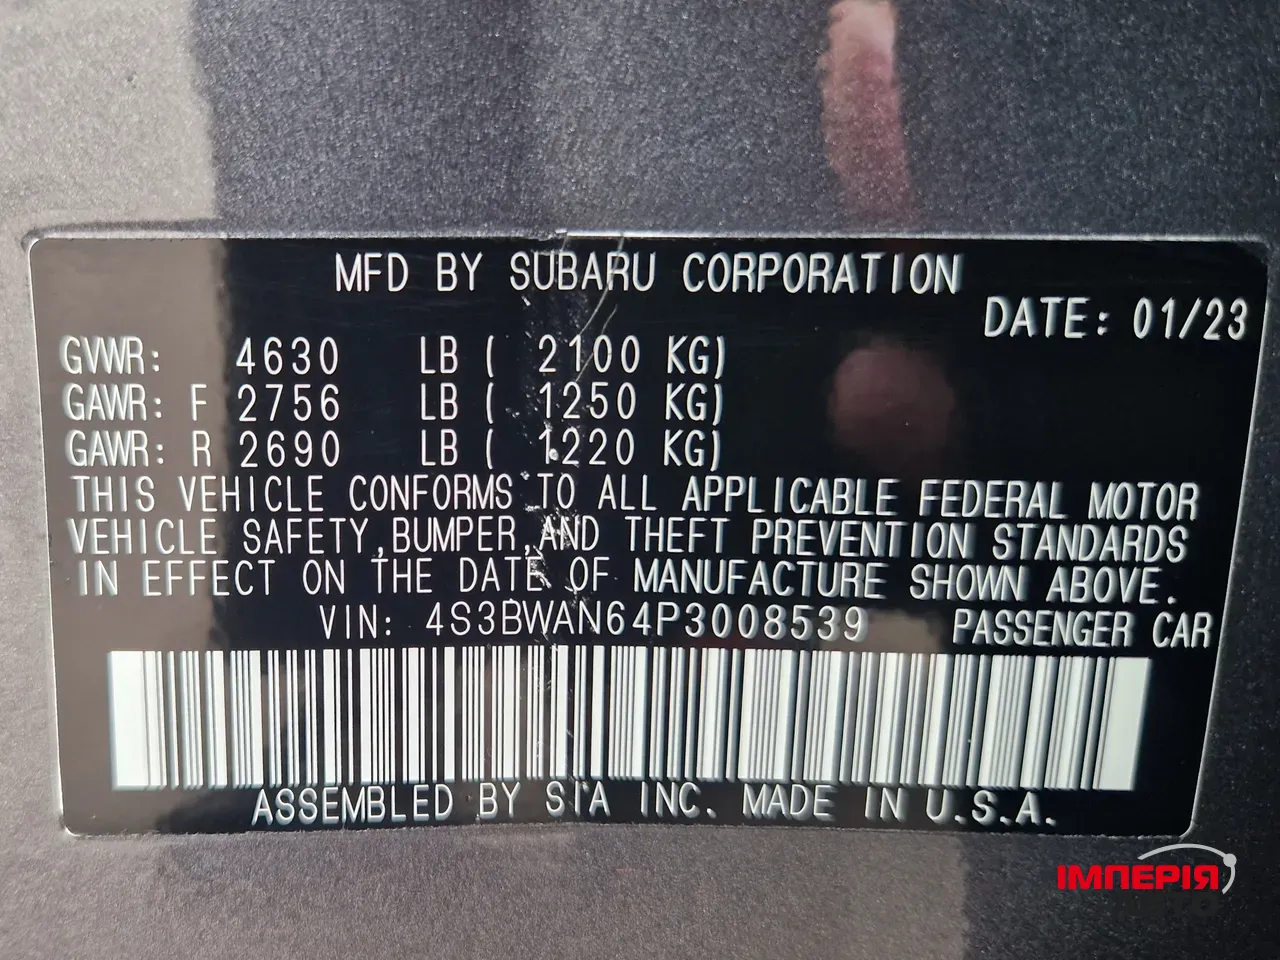 MFD BY SUBARU CORPORATION
DATE: 01/23
GVWR: 4630 LB ( 2100 KG)
GAWR: F 2756 LB ( 1250 KG)
GAWR: R 2690 LB ( 1220 KG)
THIS VEHICLE CONFORMS TO ALL APPLICABLE FEDERAL MOTOR
VEHICLE SAFETY,BUMPER,AND THEFT PREVENTION STANDARDS
IN EFFECT ON THE DATE OF MANUFACTURE SHOWN ABOVE.
VIN: 4S3BWAN64P3008539 PASSENGER CAR
ASSEMBLED BY SIA INC. MADE IN U.S.A.
ІМПЕРІЯ
АВТО